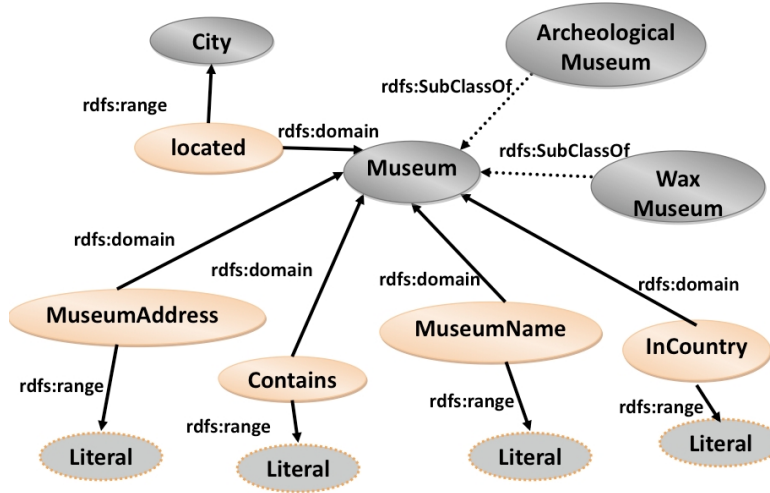 City
Archeological
Museum
rdfs:SubClassOf
rdfs:range
rdfs:domain
located
Museum
rdfs:SubClassOf
Wax
Museum
rdfs:domain
rdfs:domain
rdfs:domain
rdfs:domain
MuseumAddress
MuseumName
InCountry
Contains
rdfs:range
rdfs:range
rdfs:range
rdfs:range
Literal
Literal
Literal
Literal